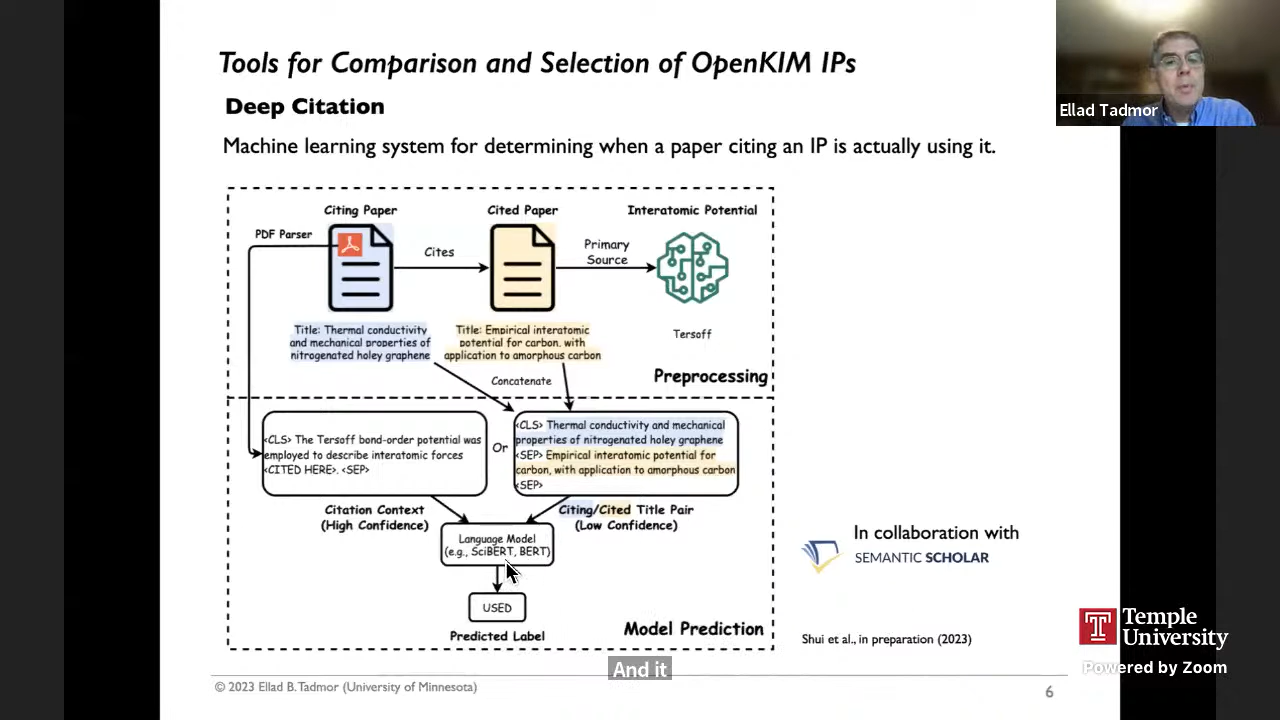 Tools for Comparison and Selection of OpenKIM IPs
Ellad Tadmor
Deep Citation
Machine learning system for determining when a paper citing an IP is actually using it.
Citing Paper
Cited Paper
Interatomic Potential
PDF Parser
Cites
Primary
Source
Title: Thermal conductivity
and mechanical properties of
nitrogenated holey graphene
Title: Empirical interatomic
potential for carbon, with
application to amorphous carbon
Tersoff
Concatenate
Preprocessing
<CLS> The Tersoff bond-order potential was
employed to describe interatomic forces
<CITED HERE>. <SEP>
Or
<CLS> Thermal conductivity and mechanical
properties of nitrogenated holey graphene
<SEP> Empirical interatomic potential for
carbon, with application to amorphous carbon
<SEP>
Citation Context
(High Confidence)
Citing/Cited Title Pair
(Low Confidence)
Language Model
(e.g., SciBERT, BERT)
USED
Predicted Label
Model Prediction
In collaboration with
SEMANTIC SCHOLAR
Shui et al., in preparation (2023)
Temple
University
Powered by Zoom
And it
© 2023 Ellad B. Tadmor (University of Minnesota)
6